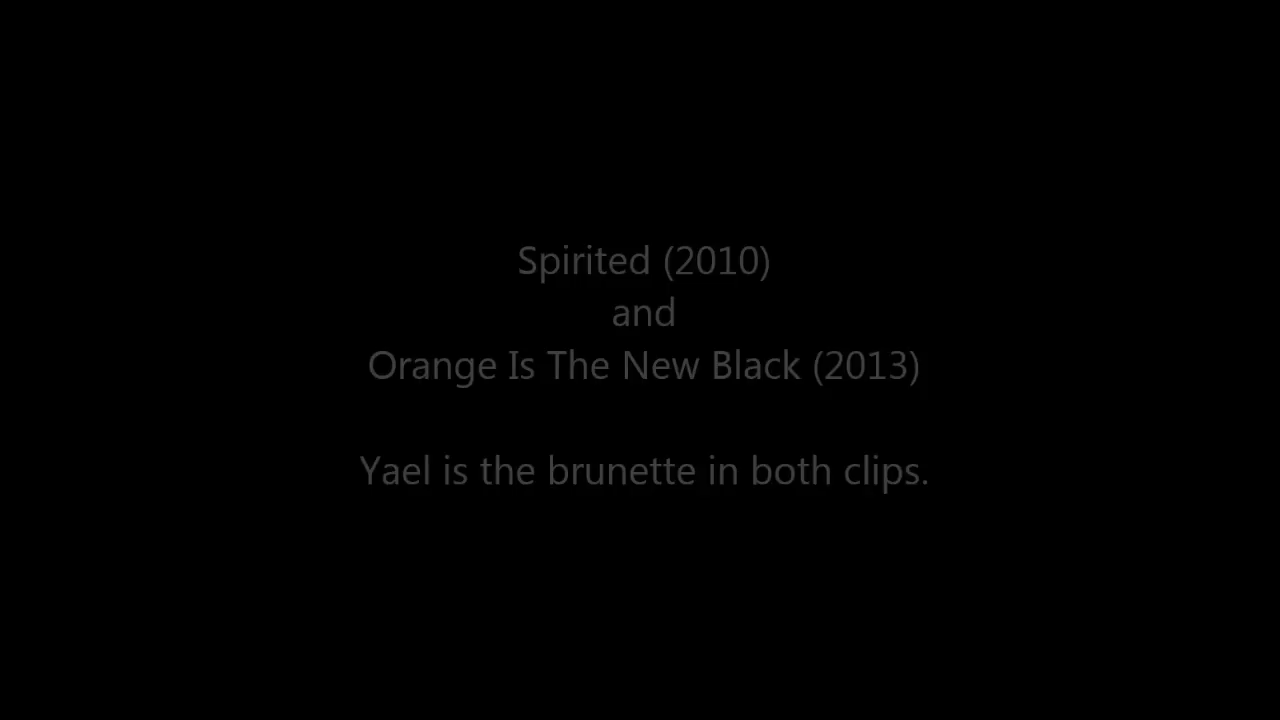 Spirited (2010)
and
Orange Is The New Black (2013)
Yael is the brunette in both clips.